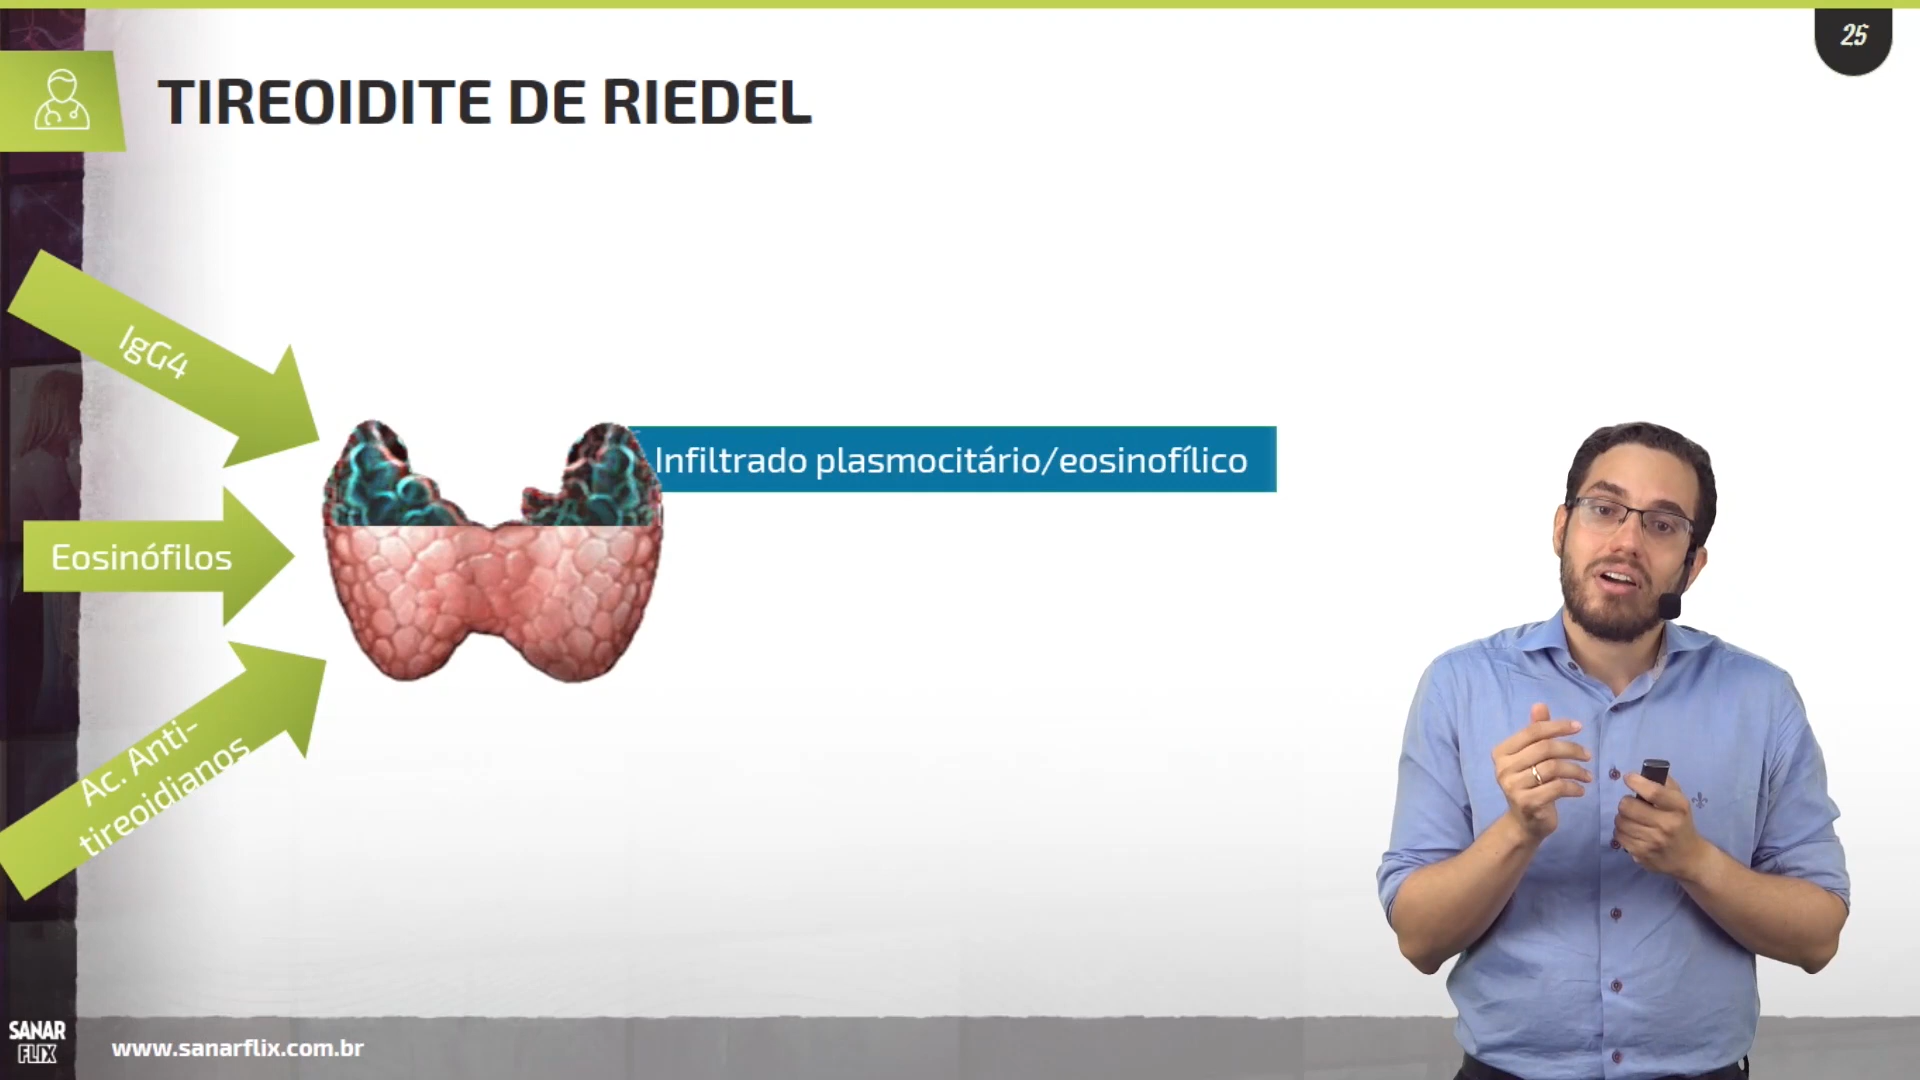 25
TIREOIDITE DE RIEDEL
IgG4
Infiltrado plasmocitário/eosinofílico
Eosinófilos
Ac. Anti-
tireoidianos
SANAR
FLIX
www.sanarflix.com.br